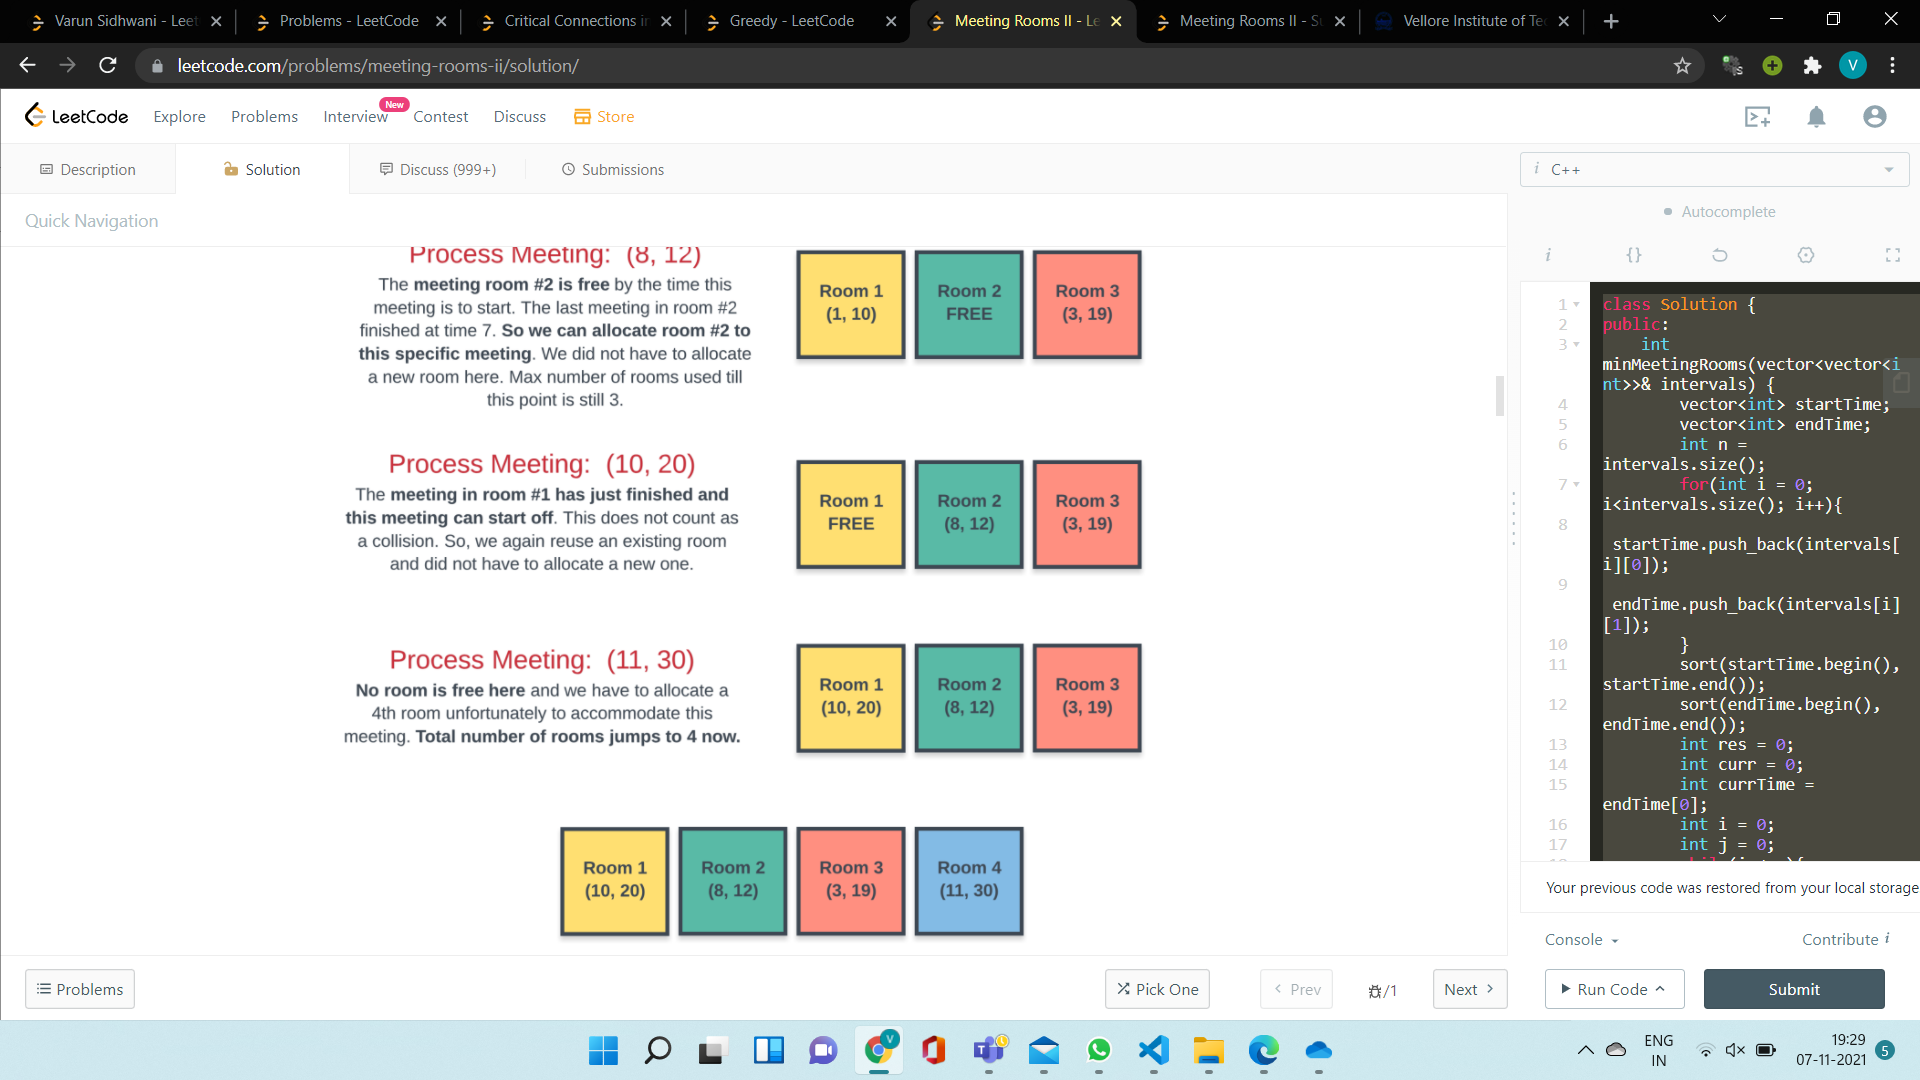 Varun Sidhwani - Leet
Problems - LeetCode
Critical Connections in
Greedy - LeetCode
Meeting Rooms II - Le
Meeting Rooms II - Su
Vellore Institute of Tec
leetcode.com/problems/meeting-rooms-ii/solution/
V
LeetCode
Explore
Problems
Interview
New
Contest
Discuss
Store
Description
Solution
Discuss (999+)
Submissions
i C++
Quick Navigation
Autocomplete
Process Meeting: (8, 12)
The meeting room #2 is free by the time this
meeting is to start. The last meeting in room #2
finished at time 7. So we can allocate room #2 to
this specific meeting. We did not have to allocate
a new room here. Max number of rooms used till
this point is still 3.
Room 1
(1, 10)
Room 2
FREE
Room 3
(3, 19)
Process Meeting: (10, 20)
The meeting in room #1 has just finished and
this meeting can start off. This does not count as
a collision. So, we again reuse an existing room
and did not have to allocate a new one.
Room 1
FREE
Room 2
(8, 12)
Room 3
(3, 19)
Process Meeting: (11, 30)
No room is free here and we have to allocate a
4th room unfortunately to accommodate this
meeting. Total number of rooms jumps to 4 now.
Room 1
(10, 20)
Room 2
(8, 12)
Room 3
(3, 19)
Room 1
(10, 20)
Room 2
(8, 12)
Room 3
(3, 19)
Room 4
(11, 30)
i {}
1 class Solution {
2 public:
3 int
minMeetingRooms(vector<vector<i
nt>>& intervals) {
4 vector<int> startTime;
5 vector<int> endTime;
6 int n =
intervals.size();
7 for(int i = 0;
i<intervals.size(); i++){
8
startTime.push_back(intervals[
i][0]);
9
endTime.push_back(intervals[i]
[1]);
10 }
11 sort(startTime.begin(),
startTime.end());
12 sort(endTime.begin(),
endTime.end());
13 int res = 0;
14 int curr = 0;
15 int currTime =
endTime[0];
16 int i = 0;
17 int j = 0;
Your previous code was restored from your local storage
Console
Contribute i
Problems
Pick One
Prev
/1
Next
Run Code
Submit
V
ENG
IN
19:29
07-11-2021
5